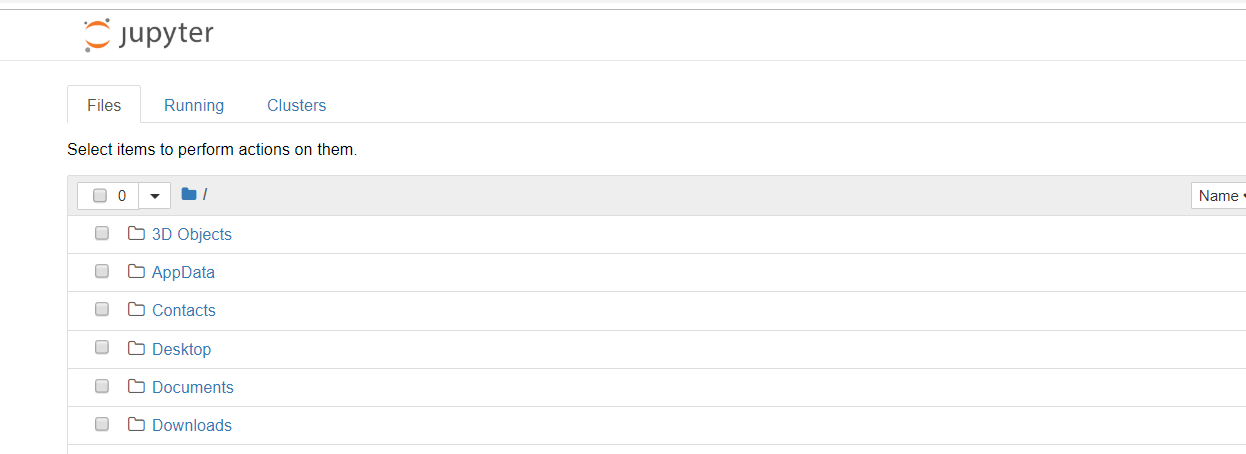 jupyter
Files Running Clusters
Select items to perform actions on them.
0 / Name
3D Objects
AppData
Contacts
Desktop
Documents
Downloads